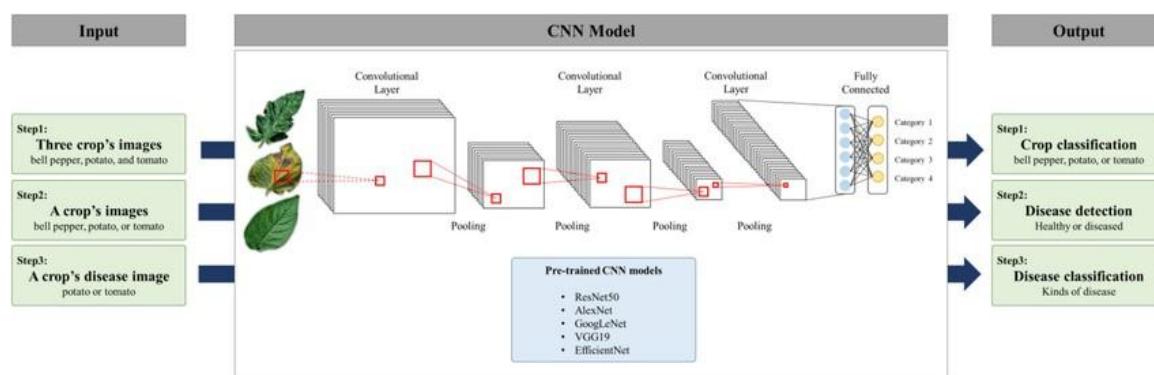 Input
CNN Model
Output
Step1:
Three crop's images
bell pepper, potato, and tomato
Step2:
A crop's images
bell pepper, potato, or tomato
Step3:
A crop's disease image
potato or tomato
Convolutional
Layer
Convolutional
Layer
Convolutional
Layer
Fully
Connected
Category 1
Category 2
Category 3
Category 4
Pooling
Pooling
Pooling
Pooling
Pre-trained CNN models
• ResNet50
• AlexNet
• GoogLeNet
• VGG19
• EfficientNet
Step1:
Crop classification
bell pepper, potato, or tomato
Step2:
Disease detection
Healthy or diseased
Step3:
Disease classification
Kinds of disease